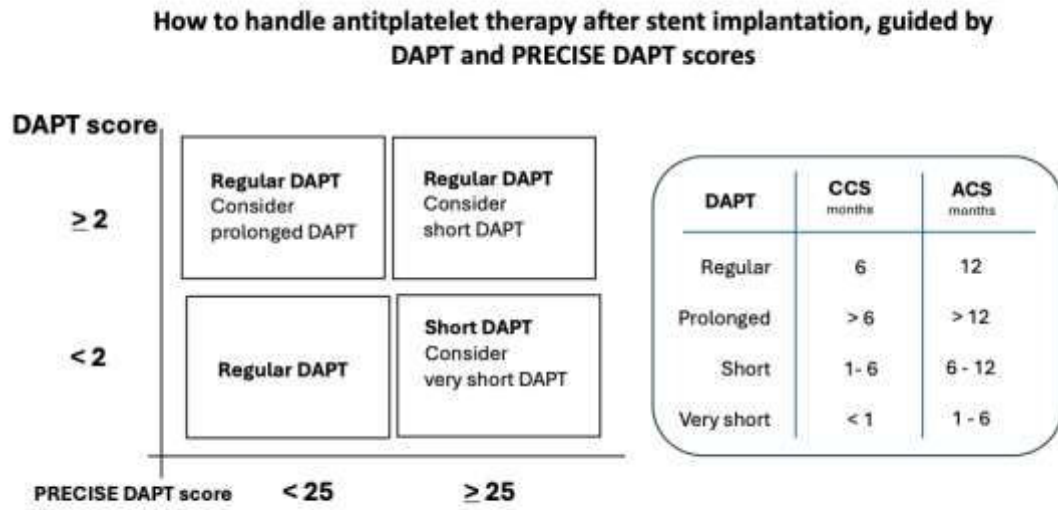 How to handle antitplatelet therapy after stent implantation, guided by
DAPT and PRECISE DAPT scores
DAPT score
≥ 2
Regular DAPT
Consider
prolonged DAPT
Regular DAPT
Consider
short DAPT
< 2
Regular DAPT
Short DAPT
Consider
very short DAPT
PRECISE DAPT score
< 25
≥ 25
DAPT CCS ACS
months months
Regular 6 12
Prolonged > 6 > 12
Short 1- 6 6 - 12
Very short < 1 1 - 6